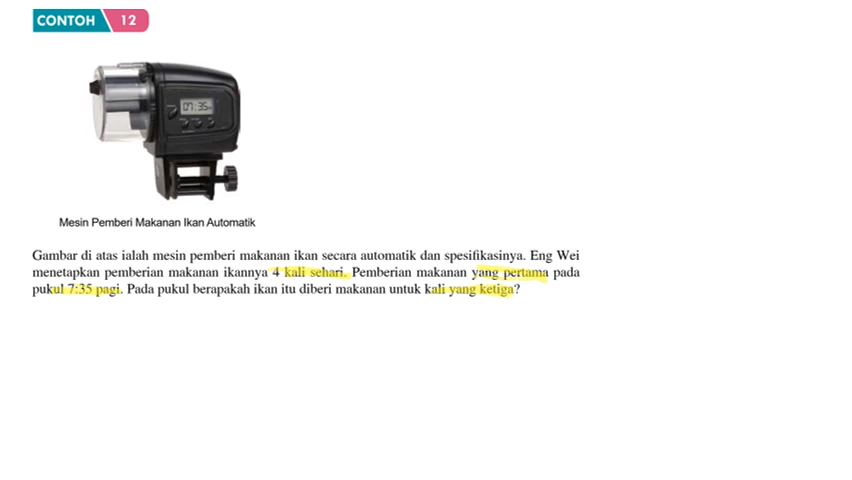 CONTOH 12
07:35
Mesin Pemberi Makanan Ikan Automatik
Gambar di atas ialah mesin pemberi makanan ikan secara automatik dan spesifikasinya. Eng Wei
menetapkan pemberian makanan ikannya 4 kali sehari. Pemberian makanan yang pertama pada
pukul 7:35 pagi. Pada pukul berapakah ikan itu diberi makanan untuk kali yang ketiga?